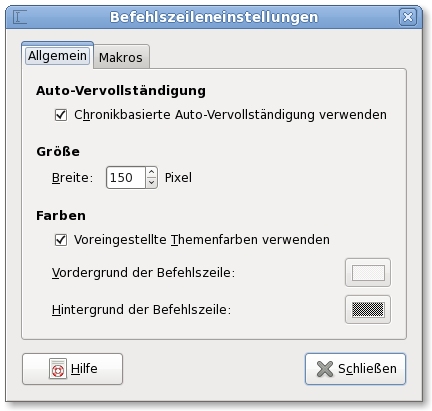 Befehlszeileneinstellungen
Allgemein Makros
Auto-Vervollständigung
Chronikbasierte Auto-Vervollständigung verwenden
Größe
Breite: 150 Pixel
Farben
Voreingestellte Themenfarben verwenden
Vordergrund der Befehlszeile:
Hintergrund der Befehlszeile:
Hilfe Schließen